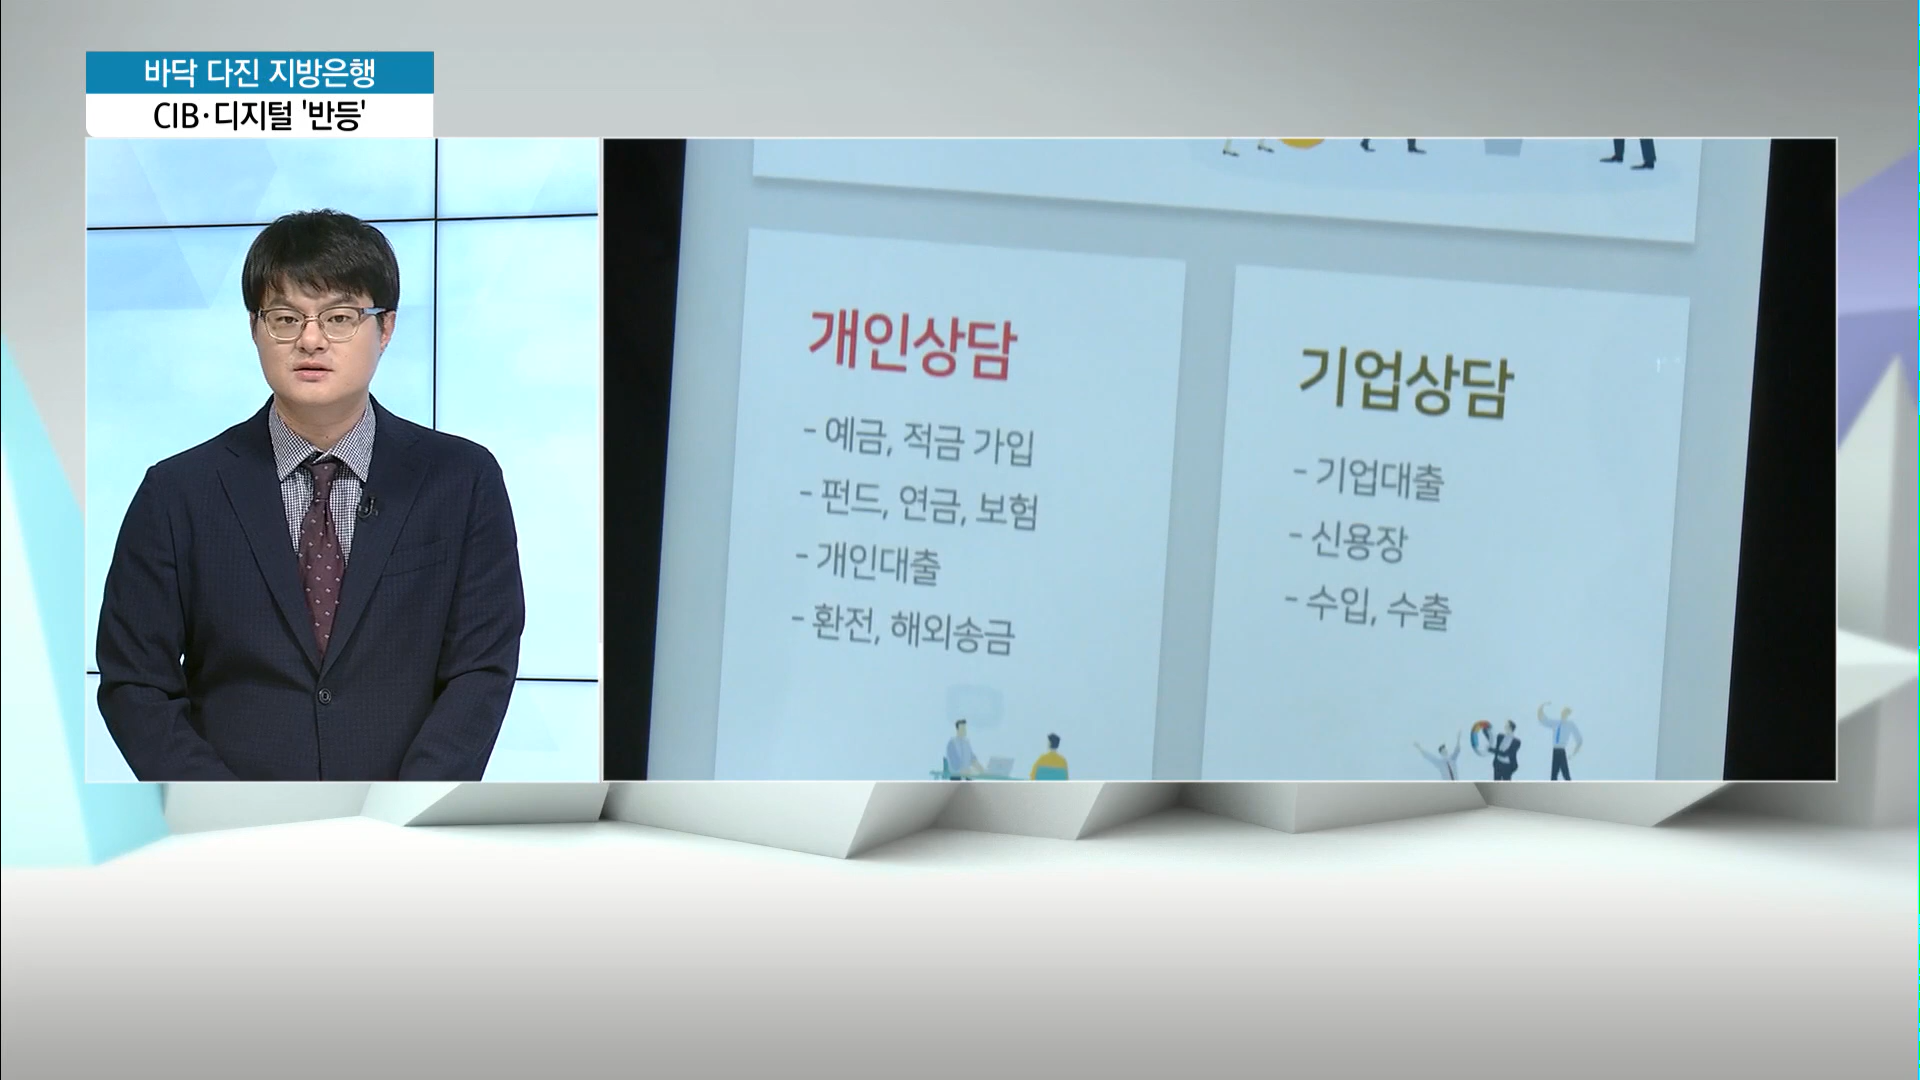 바닥 다진 지방은행
CIB·디지털 '반등'
개인상담
- 예금, 적금 가입
- 펀드, 연금, 보험
- 개인대출
- 환전, 해외송금
기업상담
- 기업대출
- 신용장
- 수입, 수출